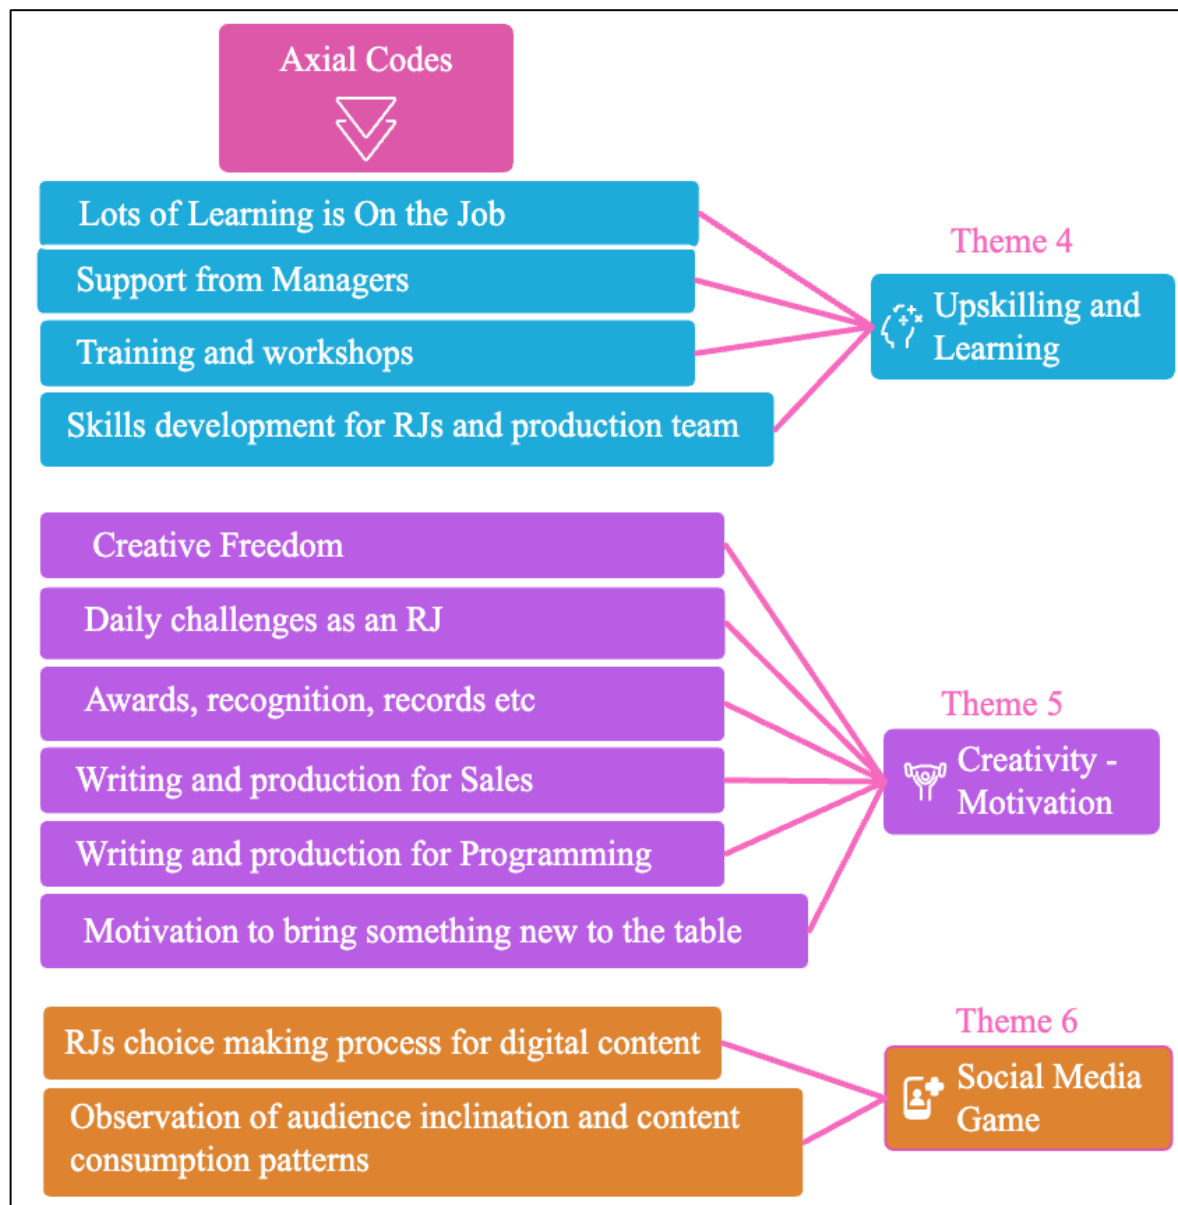 Axial Codes
Lots of Learning is On the Job
Support from Managers
Training and workshops
Skills development for RJs and production team
Theme 4
Upskilling and
Learning
Creative Freedom
Daily challenges as an RJ
Awards, recognition, records etc
Writing and production for Sales
Writing and production for Programming
Motivation to bring something new to the table
Theme 5
Creativity -
Motivation
RJs choice making process for digital content
Observation of audience inclination and content
consumption patterns
Theme 6
Social Media
Game